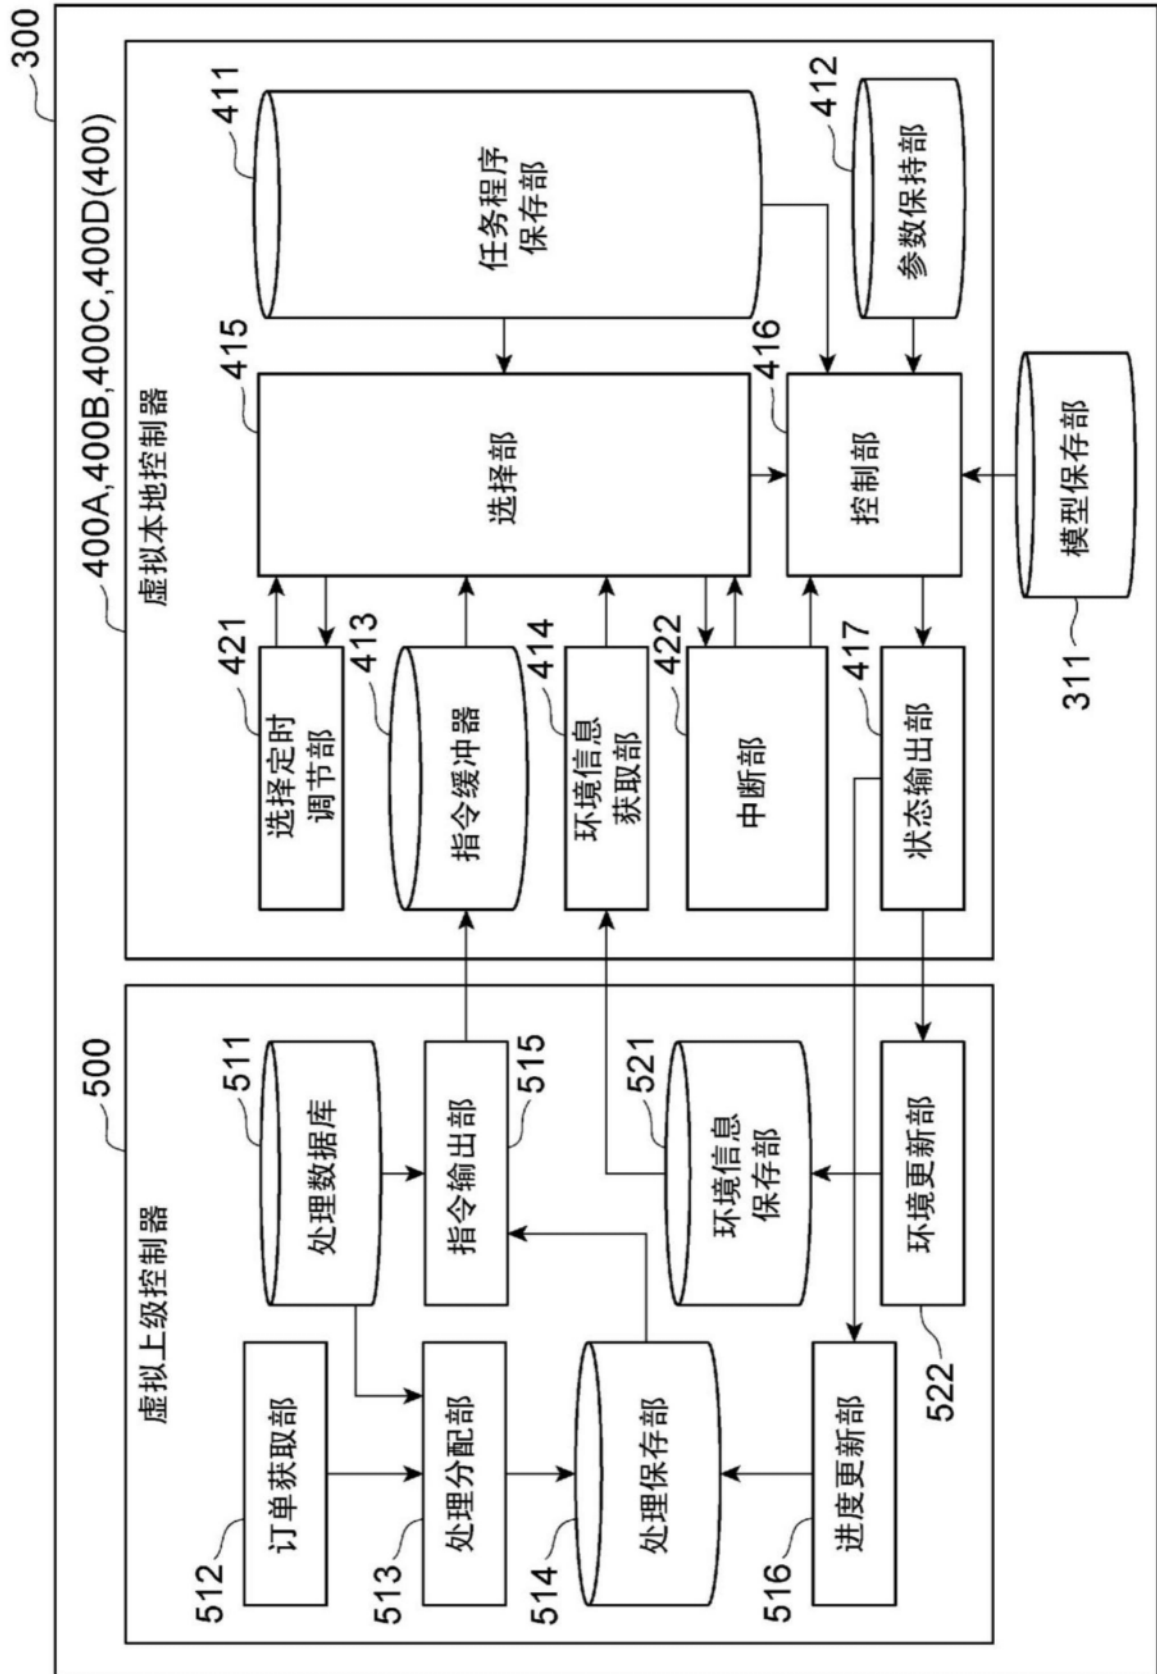 300
500
虚拟上级控制器
512
订单获取部
511
处理数据库
513
处理分配部
指令输出部
515
514
处理保存部
521
环境信息
保存部
516
进度更新部
522
环境更新部
400A,400B,400C,400D(400)
虚拟本地控制器
421
选择定时
调节部
413
指令缓冲器
414
环境信息
获取部
422
中断部
417
状态输出部
415
选择部
416
控制部
411
任务程序
保存部
412
参数保持部
311
模型保存部